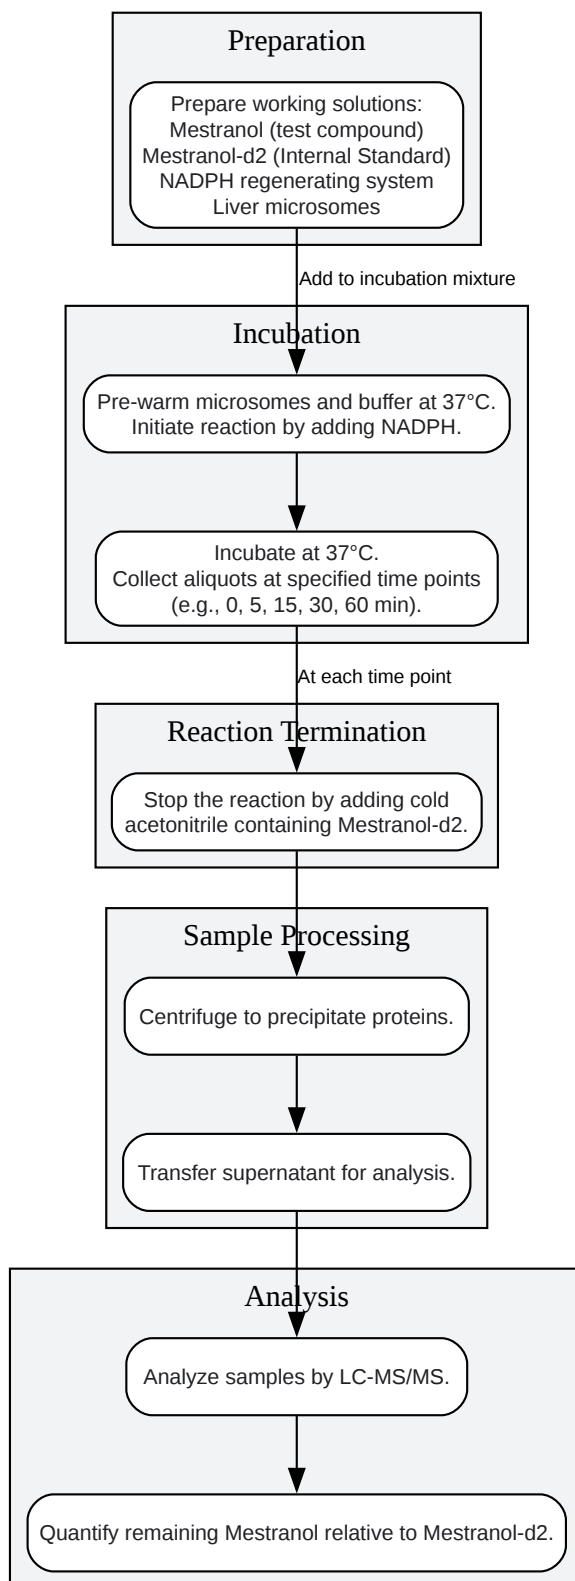 Preparation
Prepare working solutions:
Mestranol (test compound)
Mestranol-d2 (Internal Standard)
NADPH regenerating system
Liver microsomes
Add to incubation mixture
Incubation
Pre-warm microsomes and buffer at 37°C.
Initiate reaction by adding NADPH.
Incubate at 37°C.
Collect aliquots at specified time points
(e.g., 0, 5, 15, 30, 60 min).
At each time point
Reaction Termination
Stop the reaction by adding cold
acetonitrile containing Mestranol-d2.
Sample Processing
Centrifuge to precipitate proteins.
Transfer supernatant for analysis.
Analysis
Analyze samples by LC-MS/MS.
Quantify remaining Mestranol relative to Mestranol-d2.